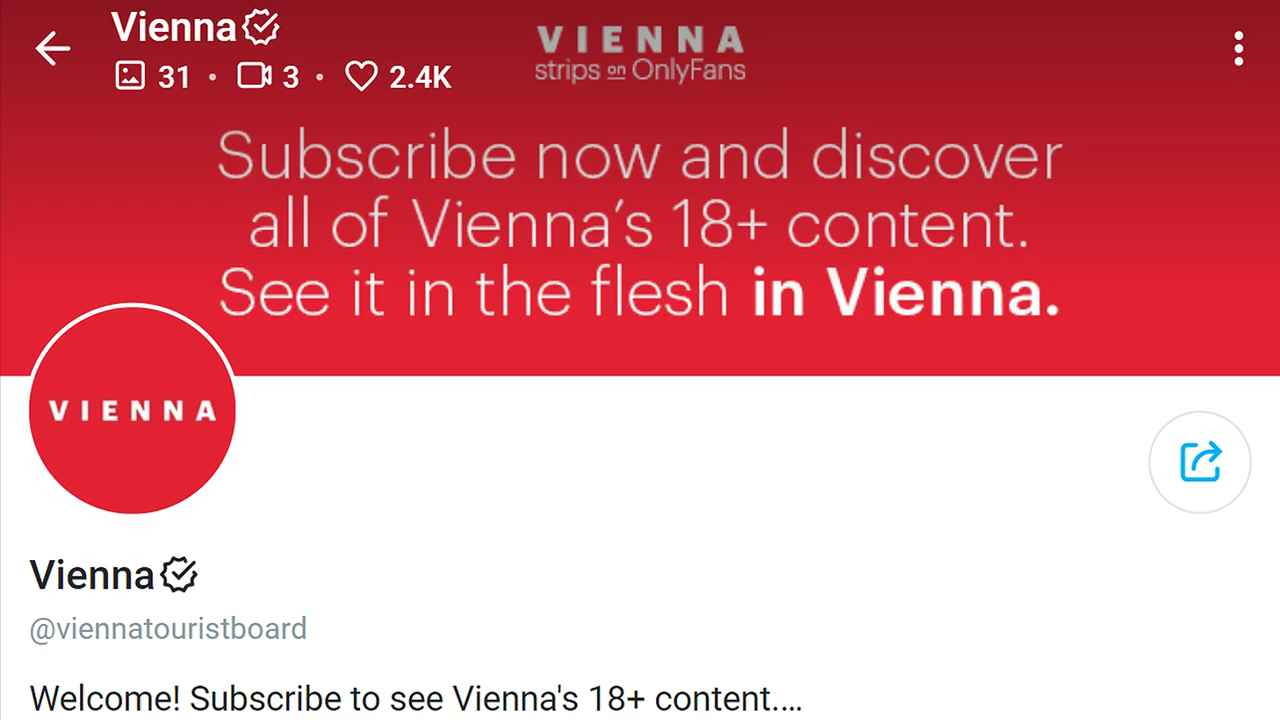 Vienna
31 • 3 • 2.4K
VIENNA
strips on OnlyFans
Subscribe now and discover
all of Vienna's 18+ content.
See it in the flesh in Vienna.
VIENNA
Vienna
@viennatouristboard
Welcome! Subscribe to see Vienna's 18+ content....